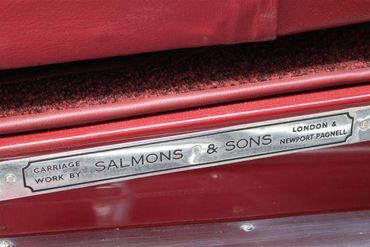 CARRIAGE
WORK BY
SALMONS & SONS
LONDON &
NEWPORT-PAGNELL